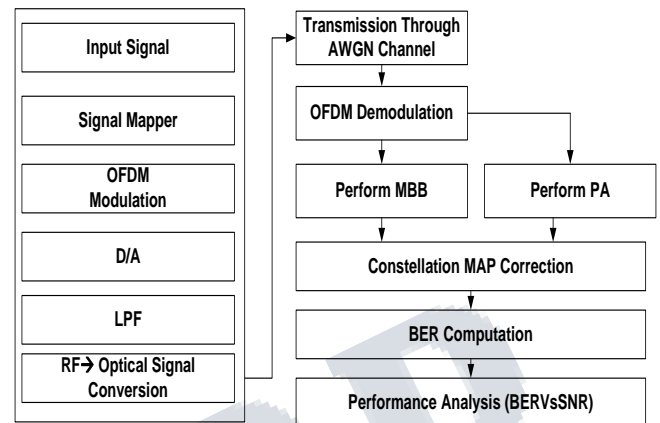 Input Signal
Signal Mapper
OFDM
Modulation
D/A
LPF
RF→ Optical Signal
Conversion
Transmission Through
AWGN Channel
OFDM Demodulation
Perform MBB
Perform PA
Constellation MAP Correction
BER Computation
Performance Analysis (BERVsSNR)